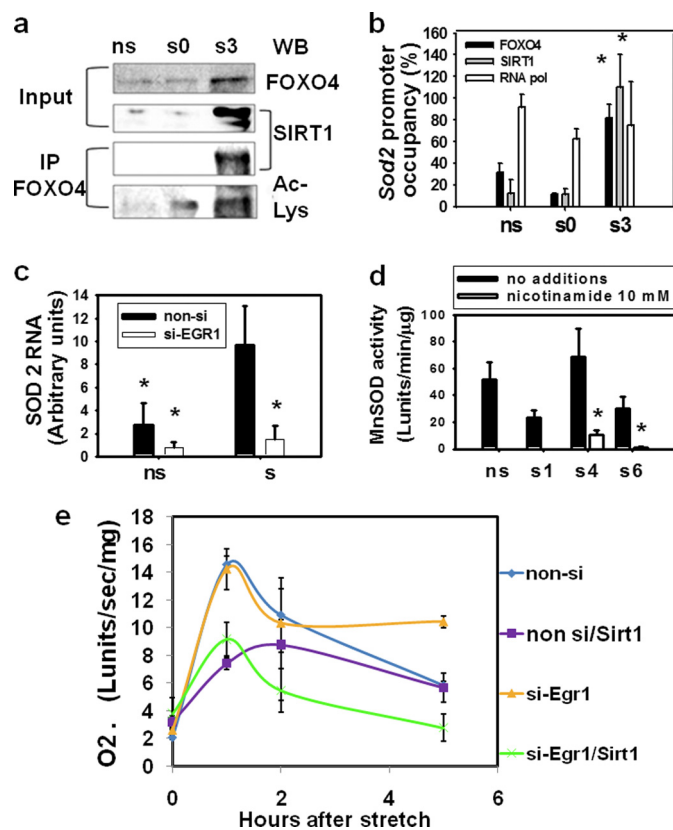 a
ns s0 s3 WB
Input
FOXO4
SIRT1
IP
FOXO4
Ac-
Lys
b
Sod2 promoter
occupancy (%)
160
140
120
100
80
60
40
20
0
FOXO4
SIRT1
RNA pol
*
*
ns s0 s3
c
SOD 2 RNA
(Arbitrary units)
14
12
10
8
6
4
2
0
non-si
si-EGR1
* * *
ns s
d
no additions
nicotinamide 10 mM
MnSOD activity
(Lunits/min/µg)
100
80
60
40
20
0
* *
ns s1 s4 s6
e
O2. (Lunits/sec/mg)
18
16
14
12
10
8
6
4
2
0
0 2 4 6
Hours after stretch
non-si
non si/Sirt1
si-Egr1
si-Egr1/Sirt1